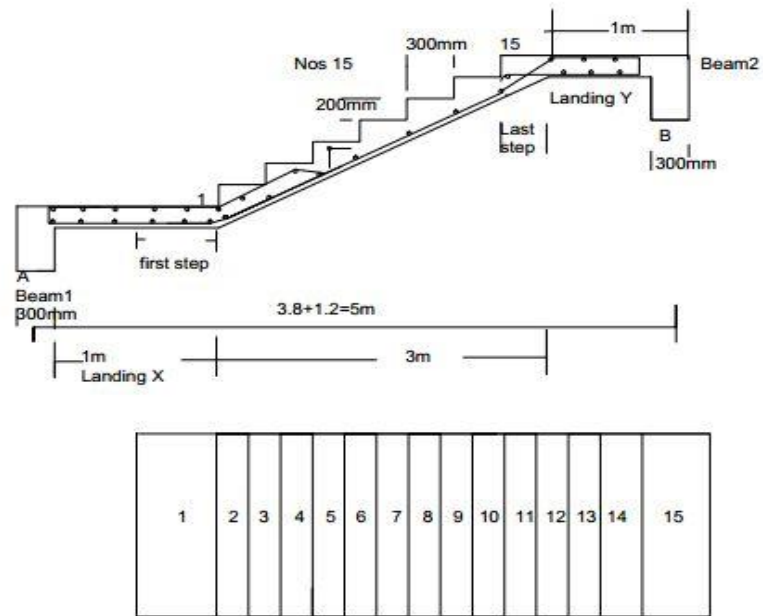 1m
300mm
15
Nos 15
Beam2
200mm
Landing Y
Last
step
B
300mm
1
first step
A
Beam1
300mm
3.8+1.2=5m
1m
3m
Landing X
1 2 3 4 5 6 7 8 9 10 11 12 13 14 15